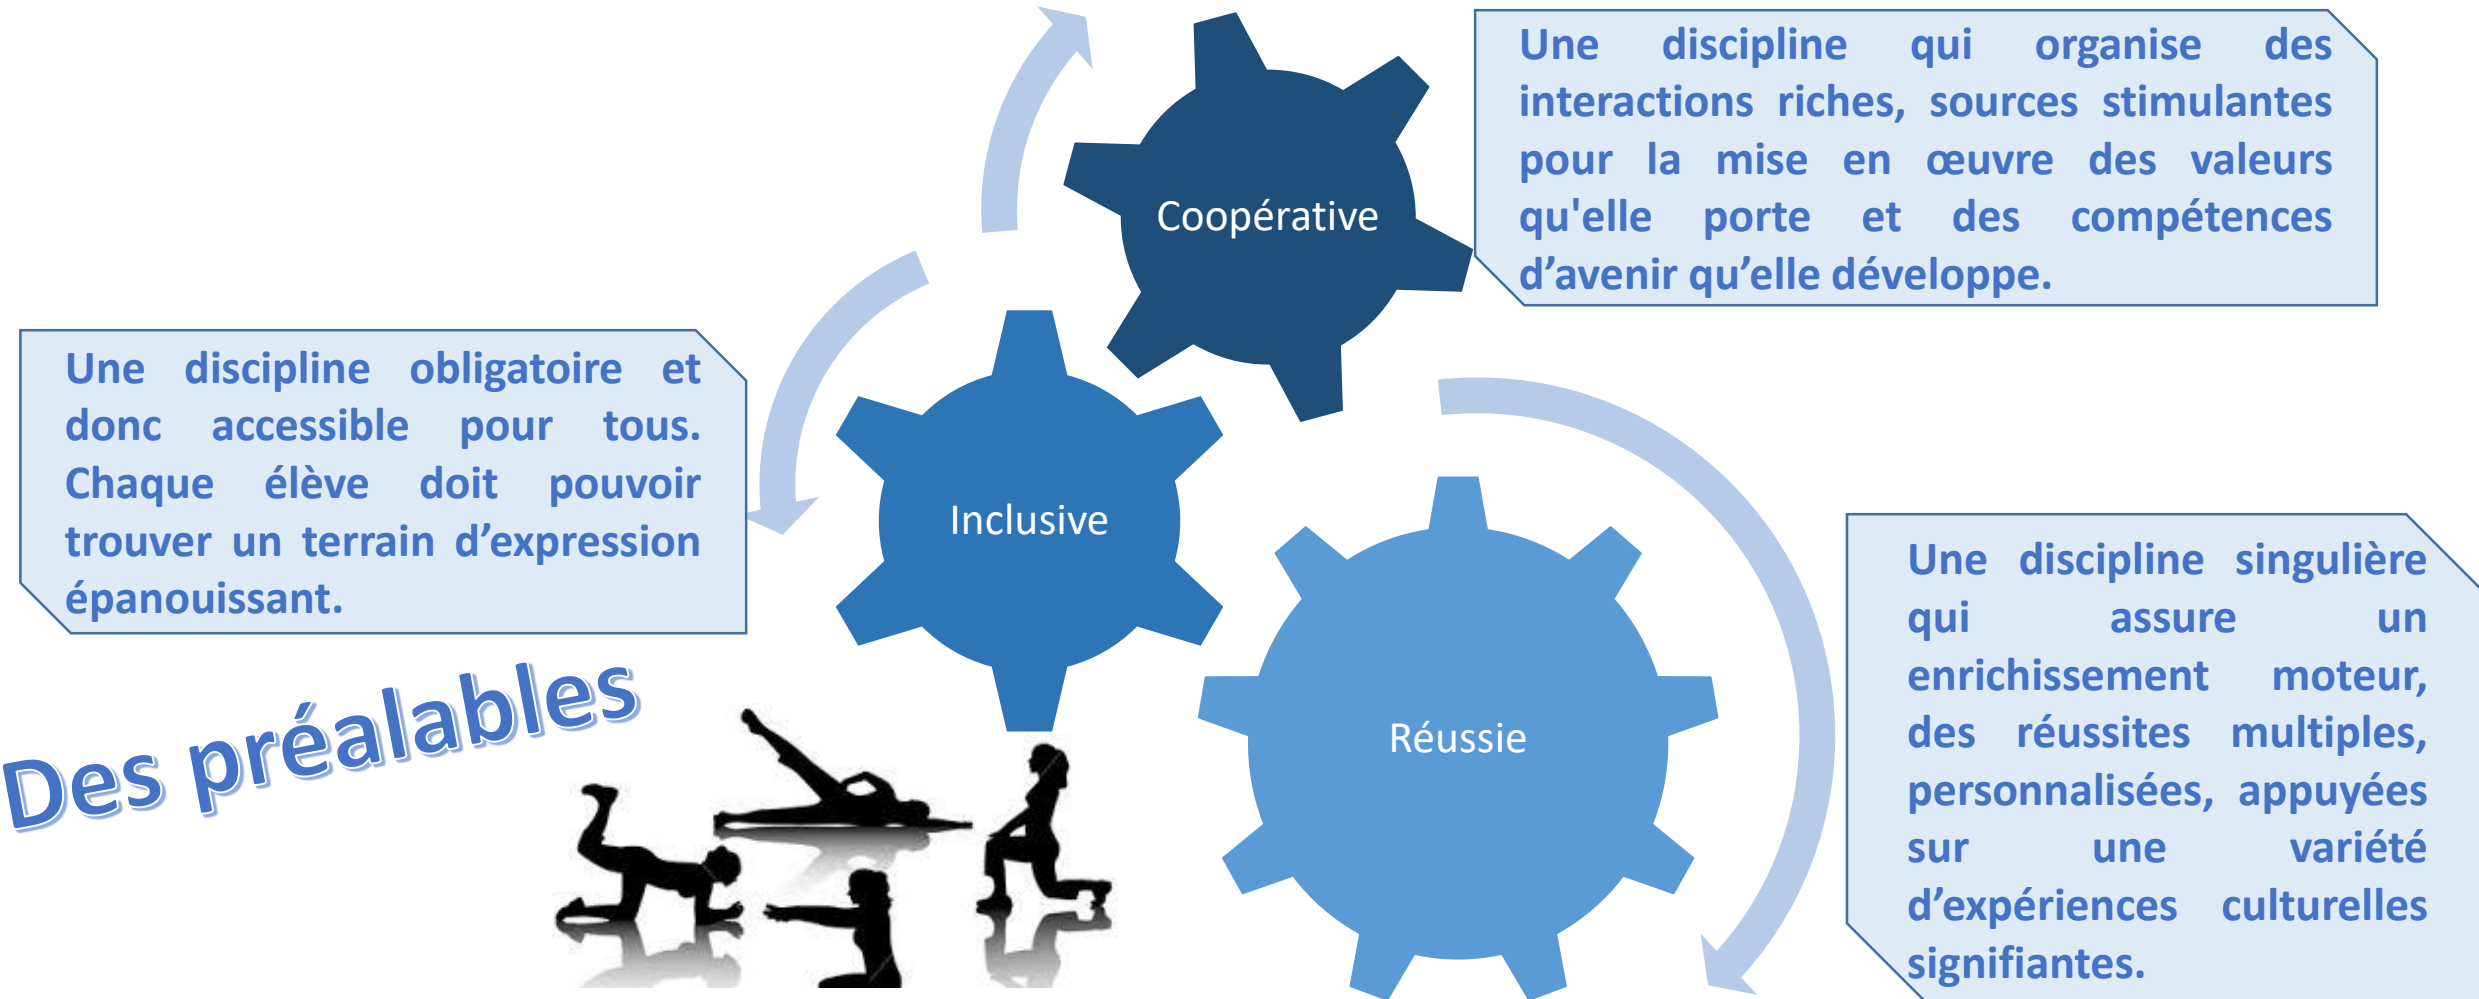 Une discipline qui organise des
interactions riches, sources stimulantes
pour la mise en œuvre des valeurs
qu'elle porte et des compétences
d’avenir qu’elle développe.
Coopérative
Une discipline obligatoire et
donc accessible pour tous.
Chaque élève doit pouvoir
trouver un terrain d’expression
épanouissant.
Inclusive
Des préalables
Réussie
Une discipline singulière
qui assure un
enrichissement moteur,
des réussites multiples,
personnalisées, appuyées
sur une variété
d’expériences culturelles
signifiantes.